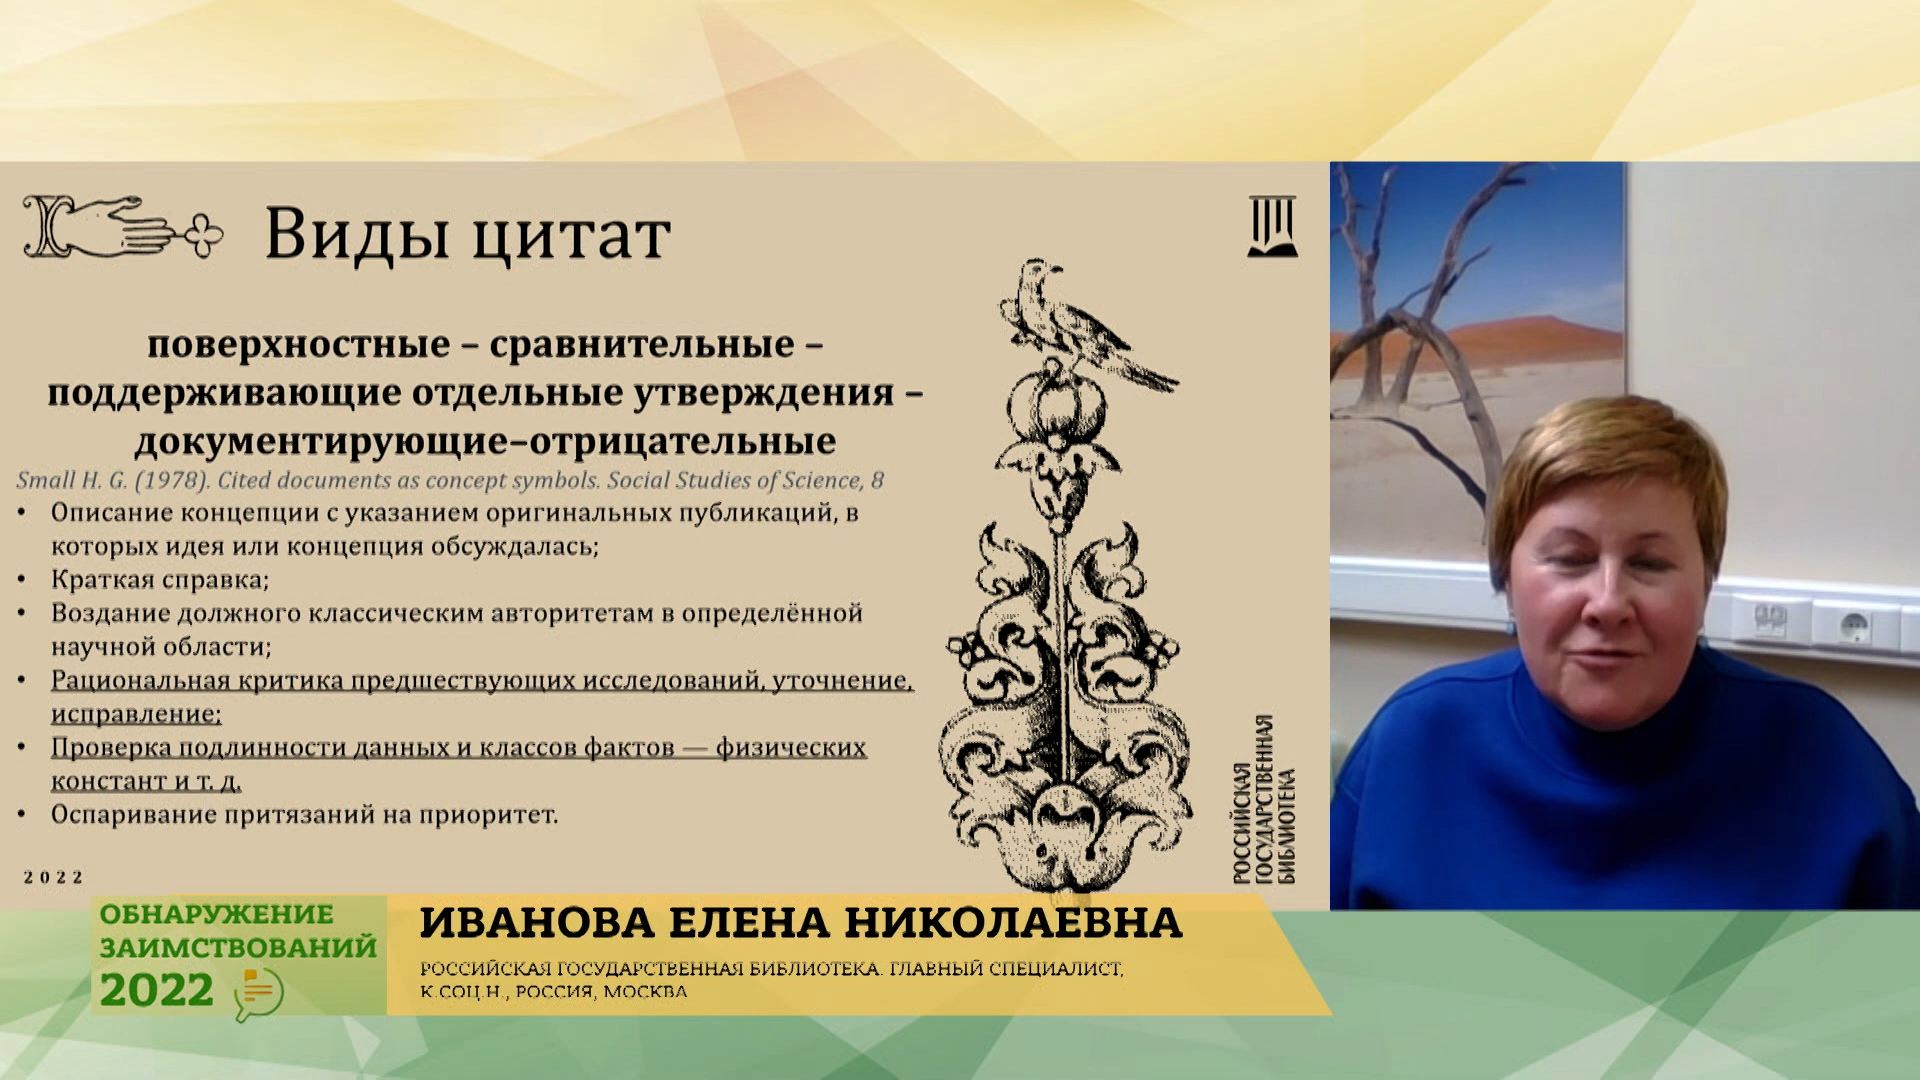 Виды цитат
поверхностные – сравнительные –
поддерживающие отдельные утверждения –
документирующие–отрицательные
Small H. G. (1978). Cited documents as concept symbols. Social Studies of Science, 8
• Описание концепции с указанием оригинальных публикаций, в
которых идея или концепция обсуждалась;
• Краткая справка;
• Воздание должного классическим авторитетам в определённой
научной области;
• Рациональная критика предшествующих исследований, уточнение,
исправление;
• Проверка подлинности данных и классов фактов — физических
констант и т. д.
• Оспаривание притязаний на приоритет.
2022
РОССИЙСКАЯ
ГОСУДАРСТВЕННАЯ
БИБЛИОТЕКА
ОБНАРУЖЕНИЕ
ЗАИМСТВОВАНИЙ
2022
ИВАНОВА ЕЛЕНА НИКОЛАЕВНА
РОССИЙСКАЯ ГОСУДАРСТВЕННАЯ БИБЛИОТЕКА. ГЛАВНЫЙ СПЕЦИАЛИСТ,
К.СОЦ.Н., РОССИЯ, МОСКВА